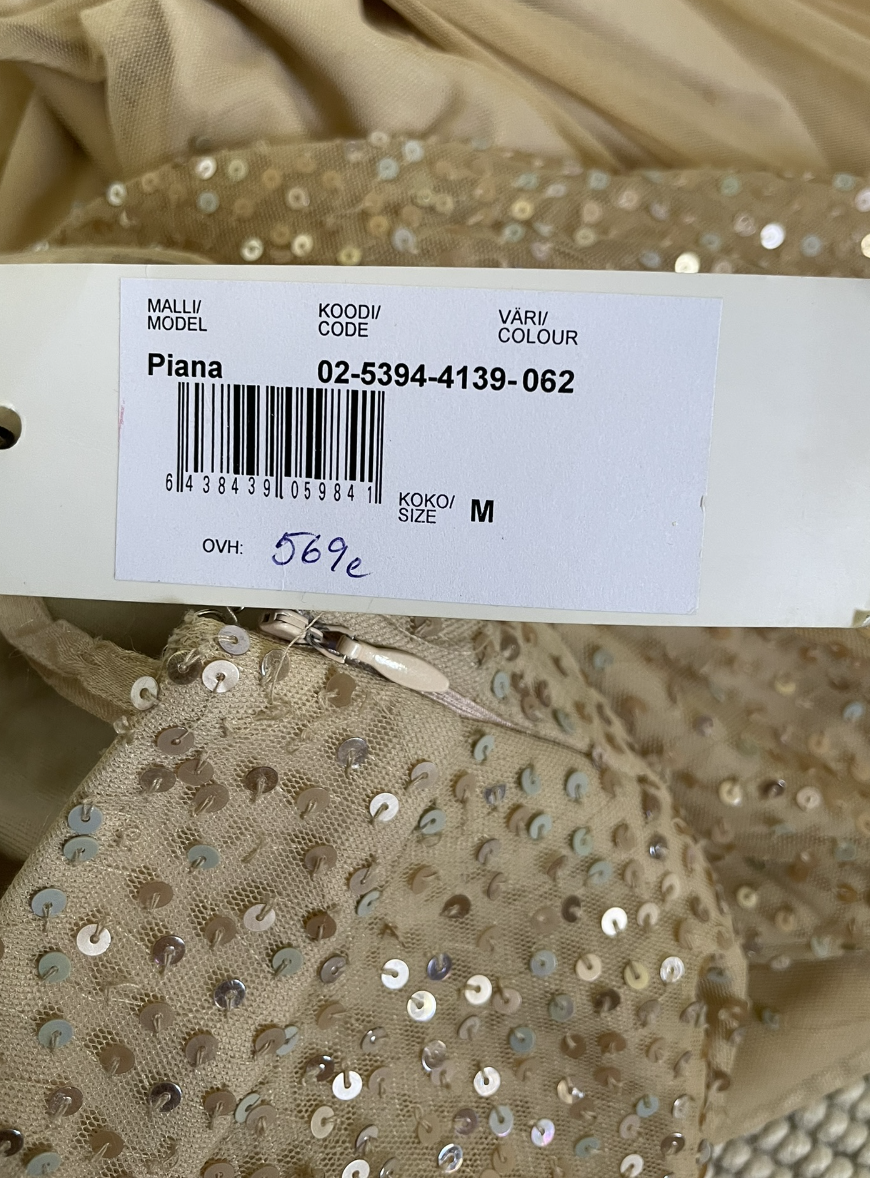 MALLI/ KOODI/ VÄRI/
MODEL CODE COLOUR
Piana 02-5394-4139-062
6 438439 059841
KOKO/
SIZE M
OVH: 569e